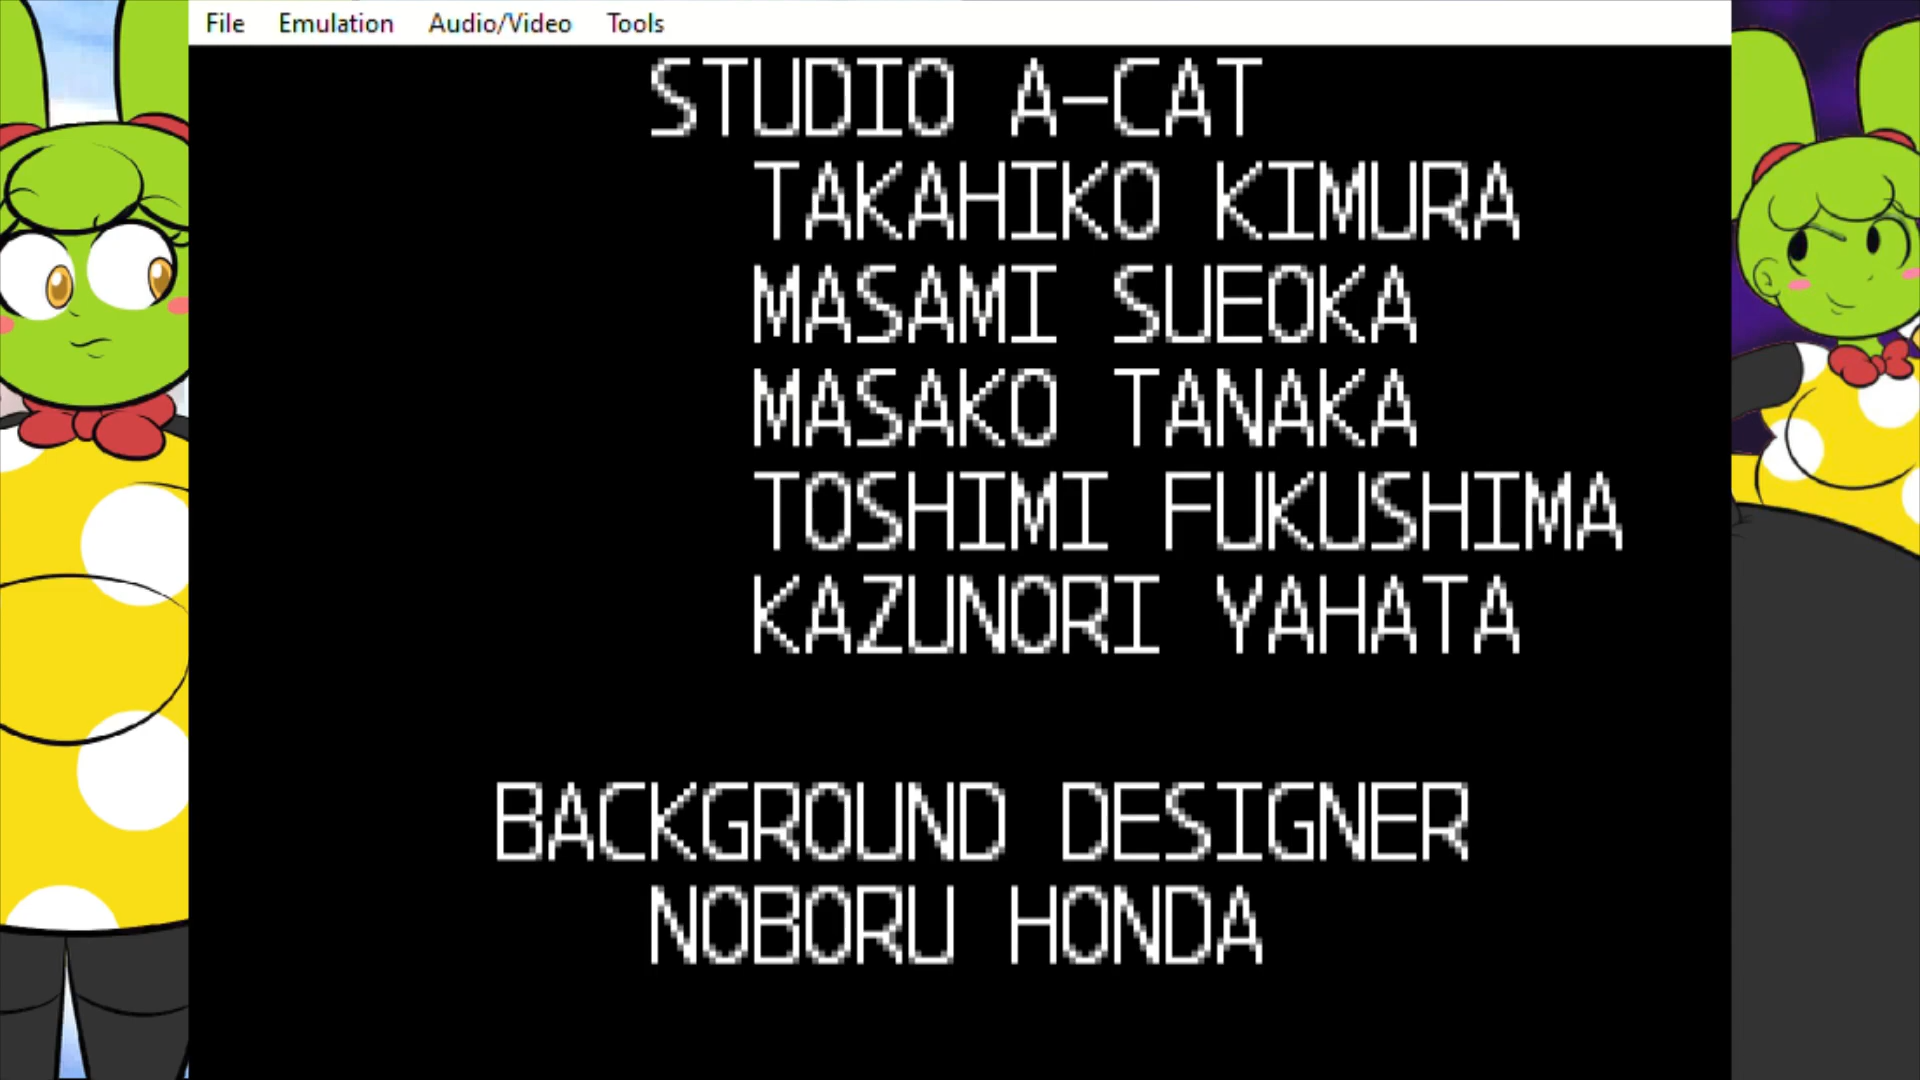 File Emulation Audio/Video Tools
STUDIO A-CAT
TAKAHIKO KIMURA
MASAMI SUEOKA
MASAKO TANAKA
TOSHIMI FUKUSHIMA
KAZUNORI YAHATA
BACKGROUND DESIGNER
NOBORU HONDA